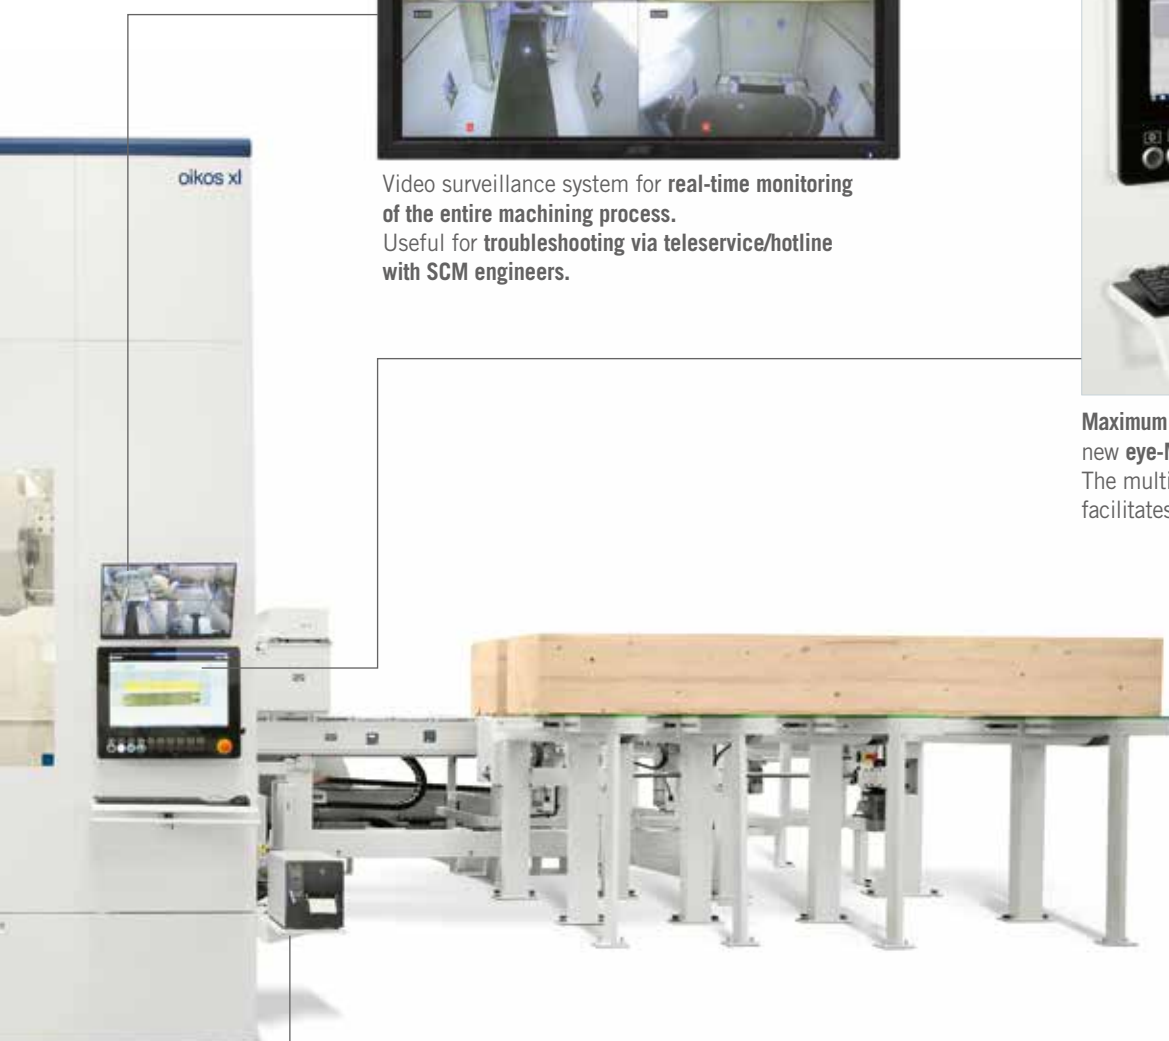 oikos xl
Video surveillance system for real-time monitoring
of the entire machining process.
Useful for troubleshooting via teleservice/hotline
with SCM engineers.
Maximum
new eye-M
The multi
facilitates